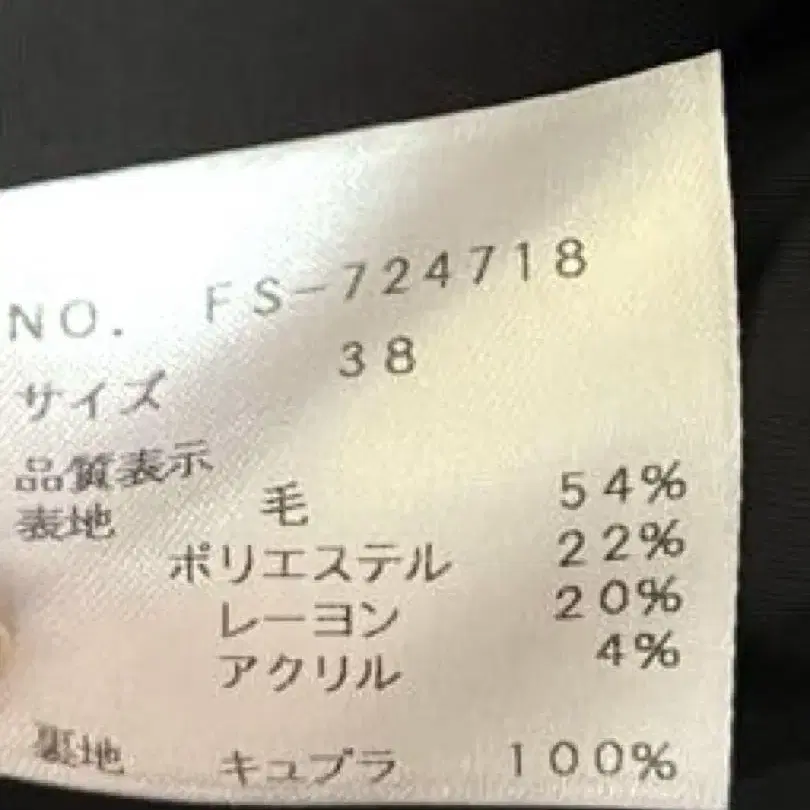 NO. FS-724718
サイズ 38
品質表示
表地 毛 54%
ポリエステル 22%
レーヨン 20%
アクリル 4%
裏地 キュプラ 100%